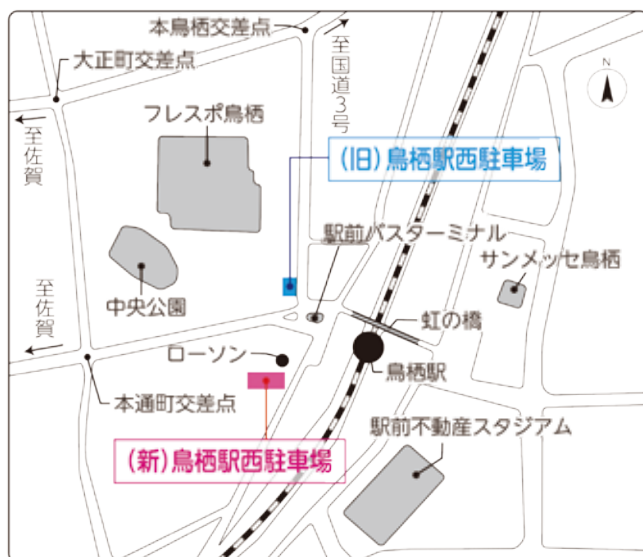 本鳥栖交差点
大正町交差点
至国道3号
N
至佐賀
フレスポ鳥栖
(旧)鳥栖駅西駐車場
駅前バスターミナル
サンメッセ鳥栖
至佐賀
中央公園
虹の橋
ローソン
鳥栖駅
本通町交差点
駅前不動産スタジアム
(新)鳥栖駅西駐車場